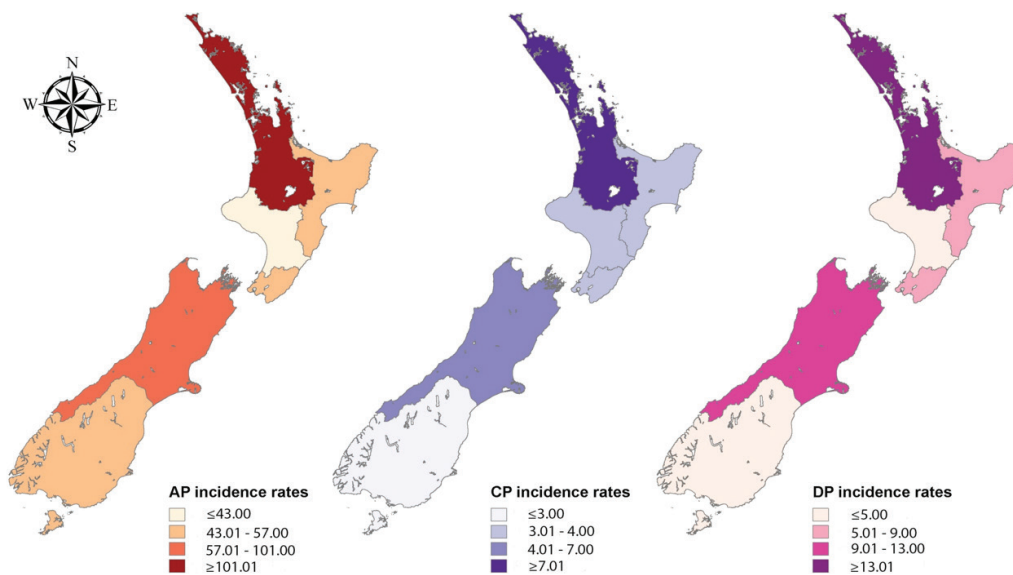 N
W E
S
AP incidence rates
≤43.00
43.01 - 57.00
57.01 - 101.00
≥101.01
CP incidence rates
≤3.00
3.01 - 4.00
4.01 - 7.00
≥7.01
DP incidence rates
≤5.00
5.01 - 9.00
9.01 - 13.00
≥13.01